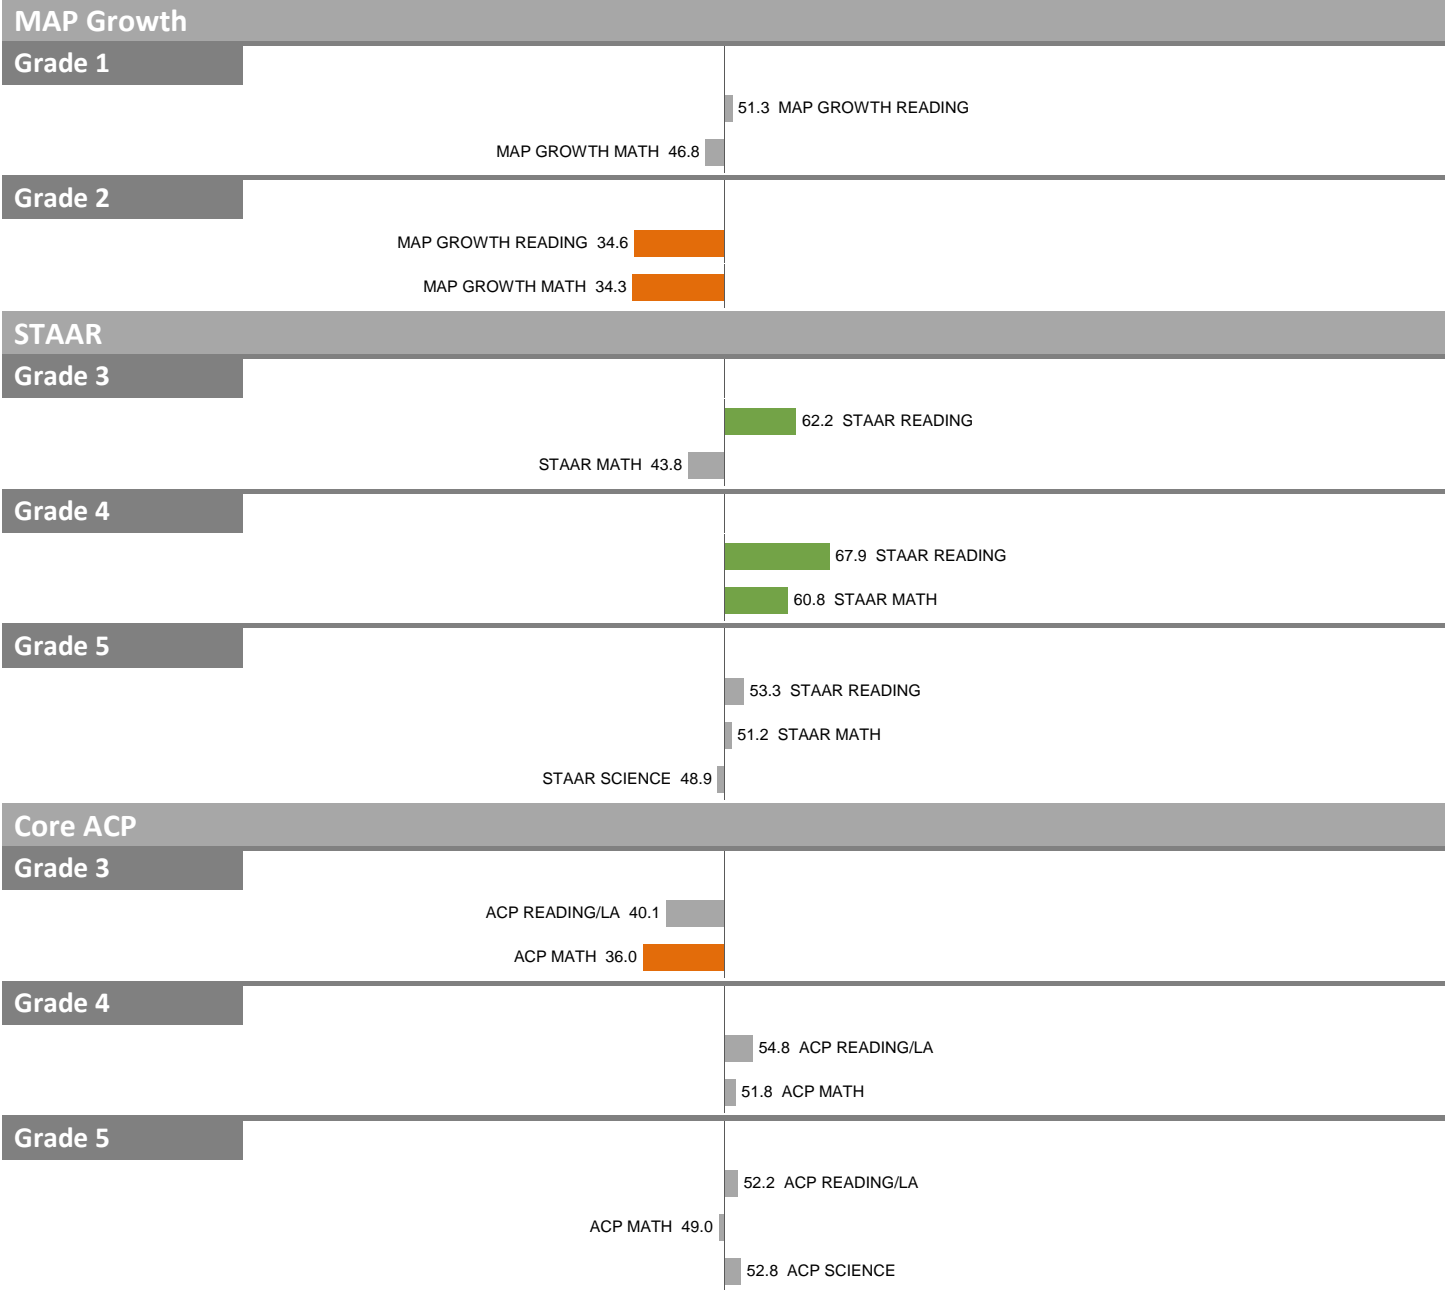 MAP Growth
Grade 1
51.3 MAP GROWTH READING
MAP GROWTH MATH 46.8
Grade 2
MAP GROWTH READING 34.6
MAP GROWTH MATH 34.3
STAAR
Grade 3
62.2 STAAR READING
STAAR MATH 43.8
Grade 4
67.9 STAAR READING
60.8 STAAR MATH
Grade 5
53.3 STAAR READING
51.2 STAAR MATH
STAAR SCIENCE 48.9
Core ACP
Grade 3
ACP READING/LA 40.1
ACP MATH 36.0
Grade 4
54.8 ACP READING/LA
51.8 ACP MATH
Grade 5
52.2 ACP READING/LA
ACP MATH 49.0
52.8 ACP SCIENCE